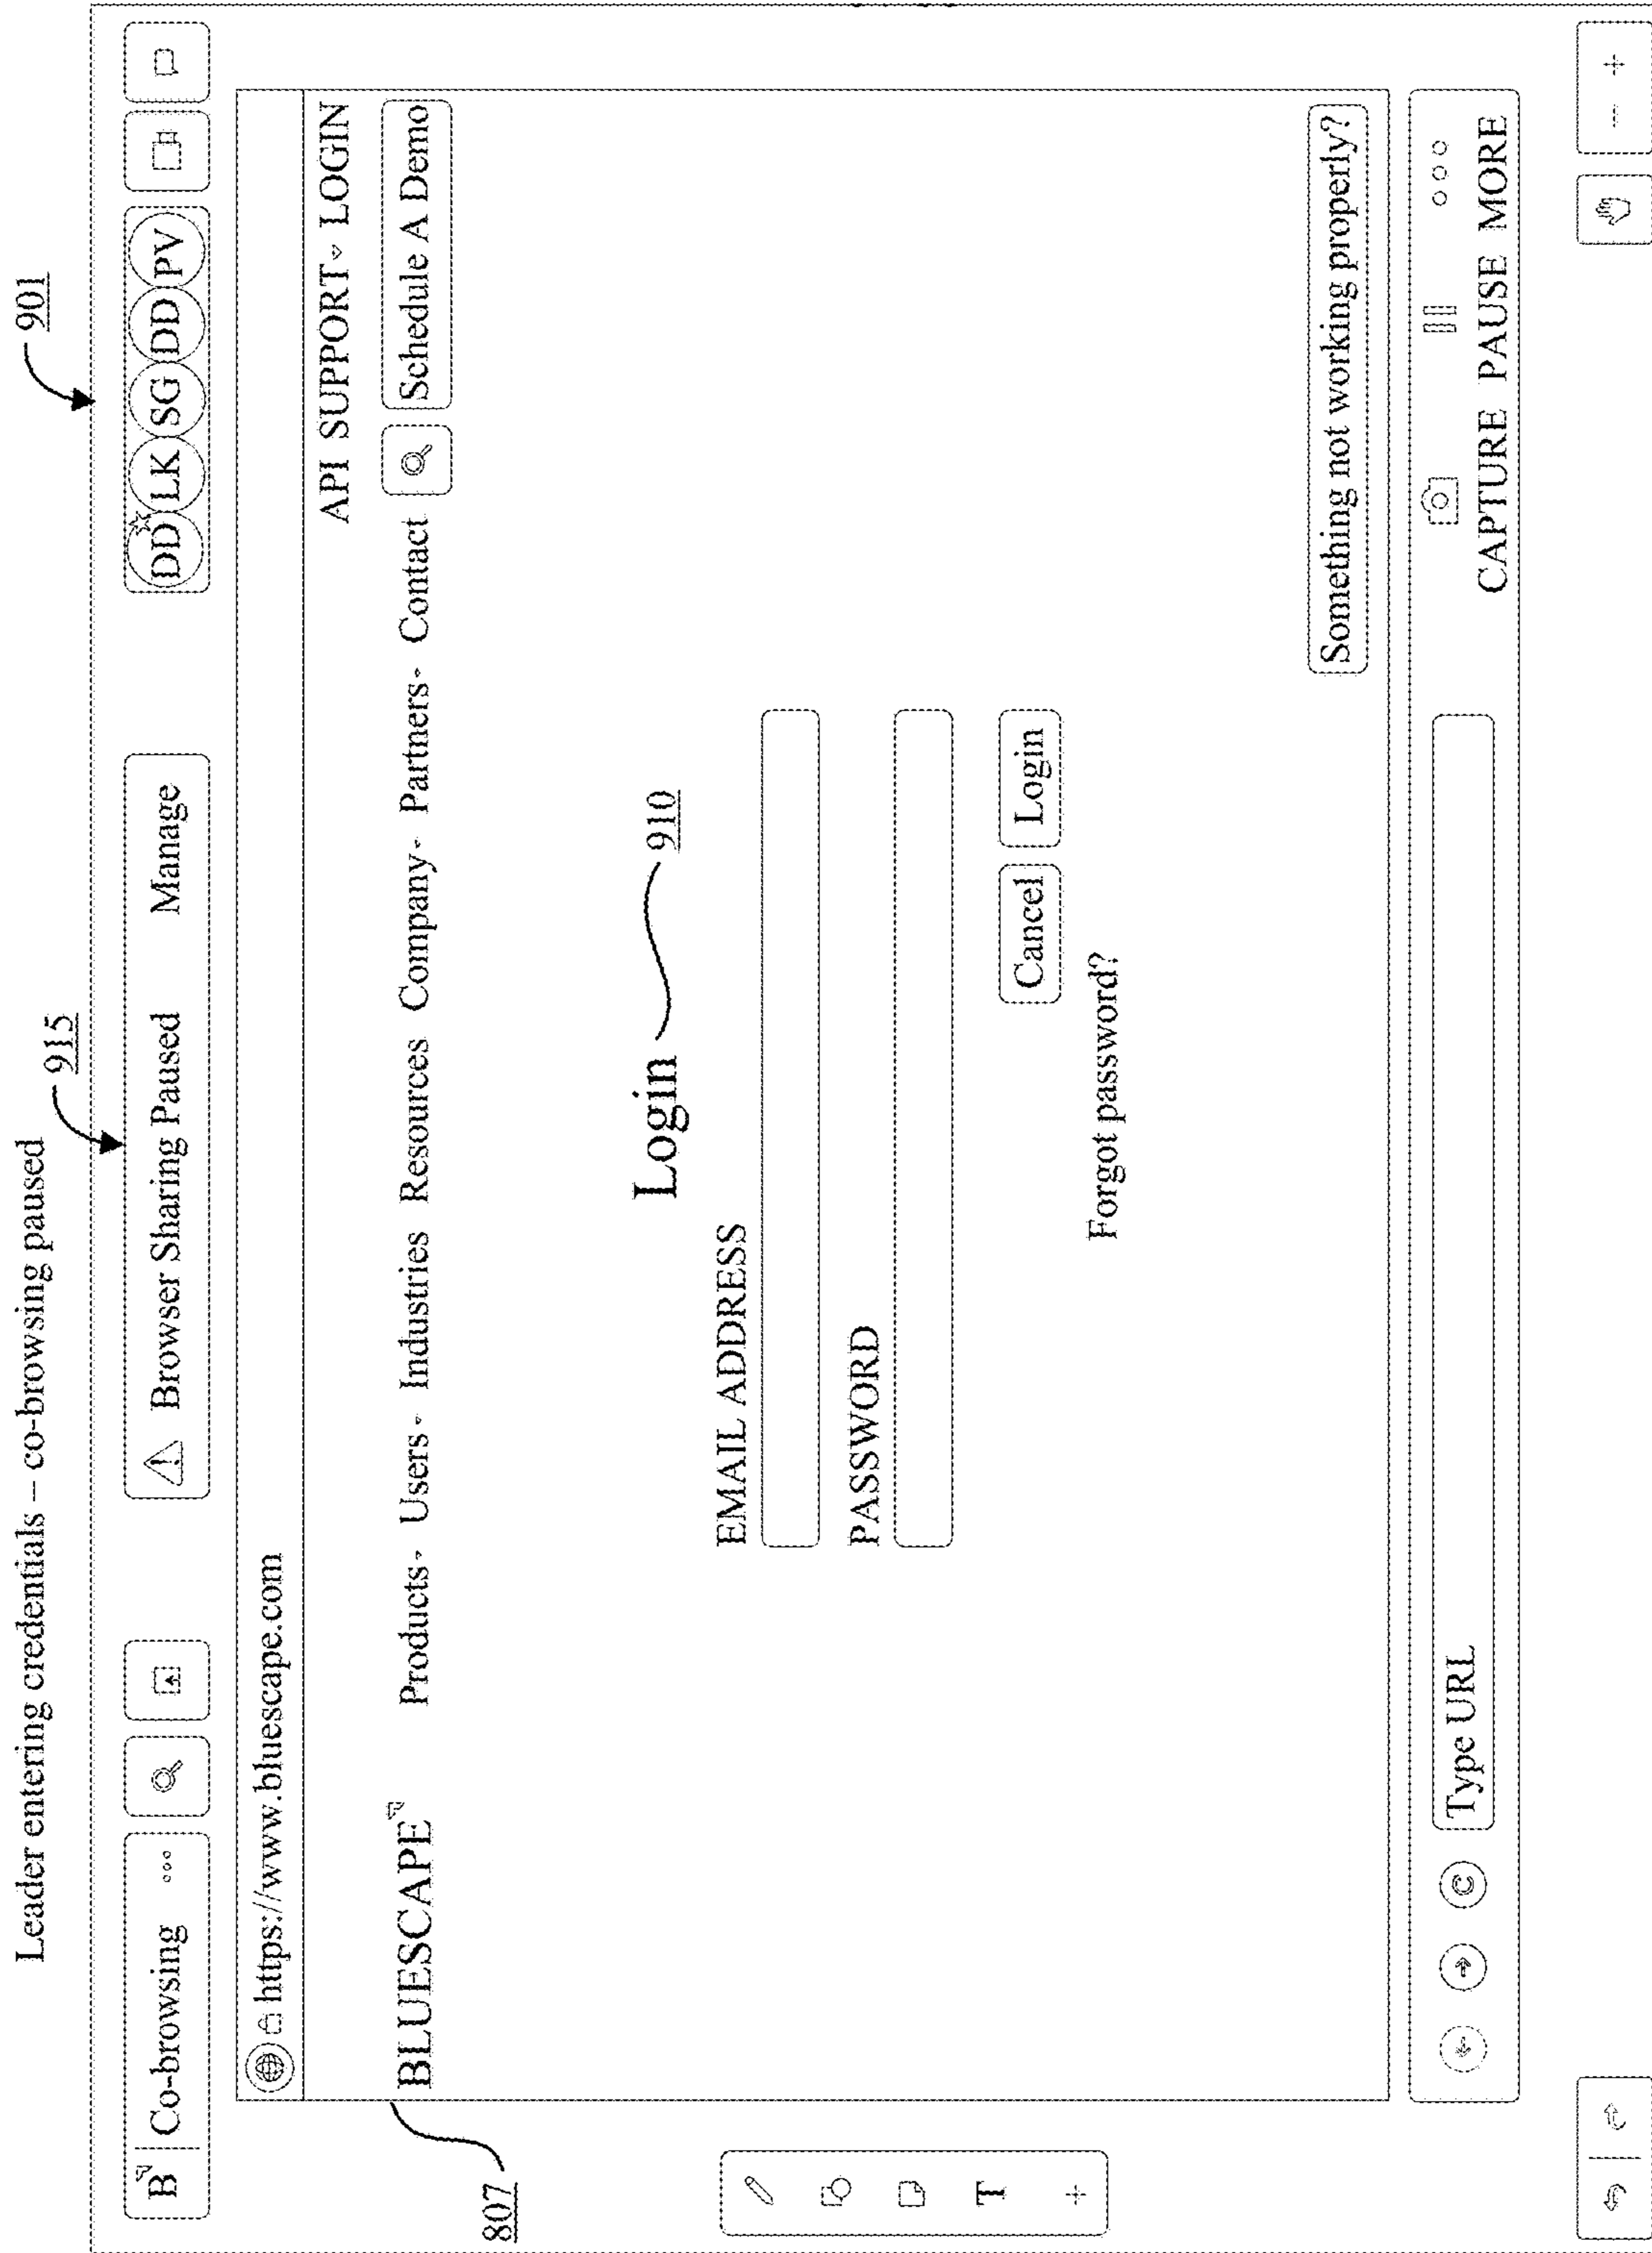 Leader entering credentials – co-browsing paused
901
915
B Co-browsing
Browser Sharing Paused Manage
DD LK SG DD PV
https://www.bluescape.com
API SUPPORT LOGIN
807
BLUESCAPE
Products Users Industries Resources Company Partners Contact
Schedule A Demo
Login
910
EMAIL ADDRESS
PASSWORD
Cancel Login
Forgot password?
T
Something not working properly?
Type URL
CAPTURE PAUSE MORE